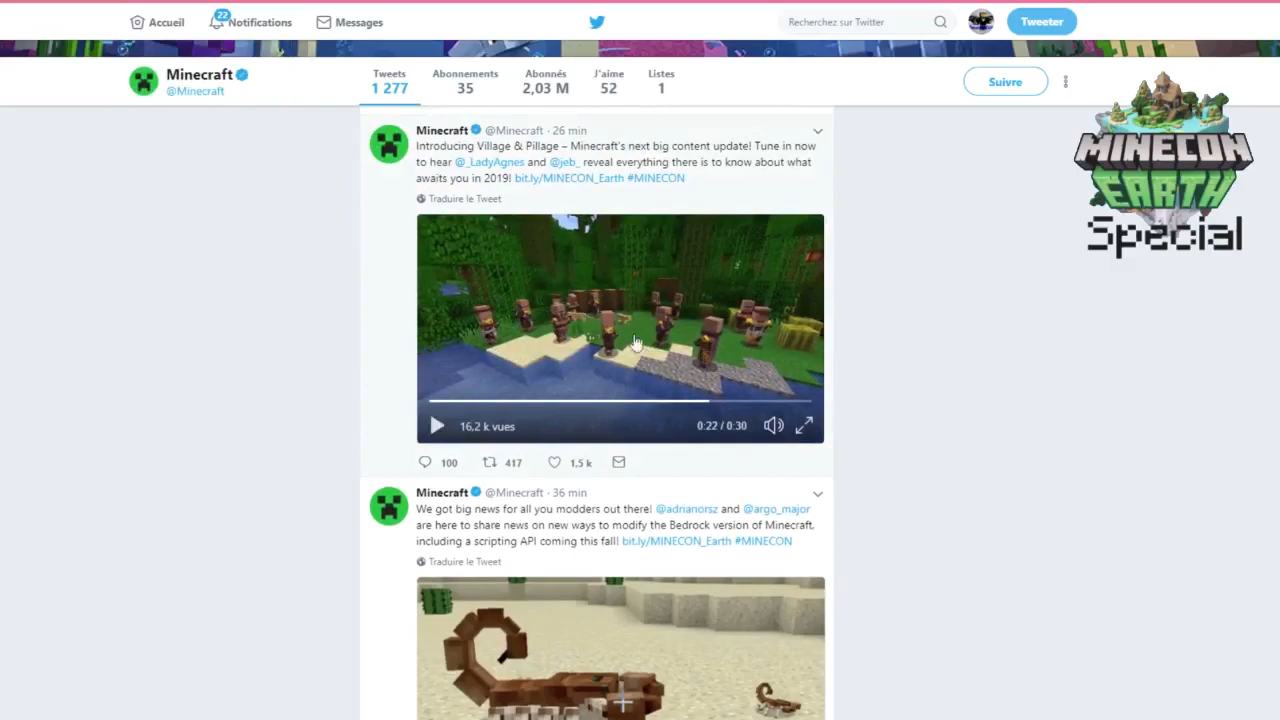 Accueil
22
Notifications
Messages
Recherchez sur Twitter
Tweeter
Minecraft
@Minecraft
Tweets
1 277
Abonnements
35
Abonnés
2,03 M
J'aime
52
Listes
1
Suivre
MINECON
EARTH
Special
Minecraft @Minecraft · 26 min
Introducing Village & Pillage – Minecraft's next big content update! Tune in now
to hear @_LadyAgnes and @jeb_ reveal everything there is to know about what
awaits you in 2019! bit.ly/MINECON_Earth #MINECON
Traduire le Tweet
16,2 k vues
0:22 / 0:30
100
417
1,5 k
Minecraft @Minecraft · 36 min
We got big news for all you modders out there! @adrianorsz and @argo_major
are here to share news on new ways to modify the Bedrock version of Minecraft,
including a scripting API coming this fall! bit.ly/MINECON_Earth #MINECON
Traduire le Tweet